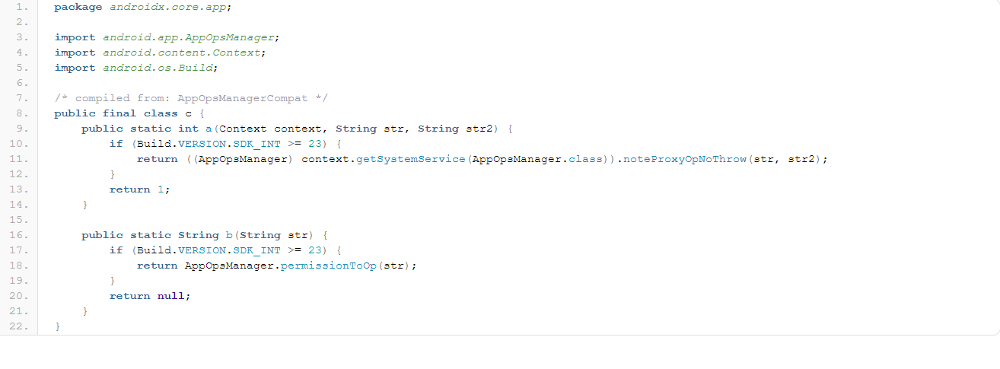 1. package androidx.core.app;
2.
3. import android.app.AppOpsManager;
4. import android.content.Context;
5. import android.os.Build;
6.
7. /* compiled from: AppOpsManagerCompat */
8. public final class c {
9. public static int a(Context context, String str, String str2) {
10. if (Build.VERSION.SDK_INT >= 23) {
11. return ((AppOpsManager) context.getSystemService(AppOpsManager.class)).noteProxyOpNoThrow(str, str2);
12. }
13. return 1;
14. }
15.
16. public static String b(String str) {
17. if (Build.VERSION.SDK_INT >= 23) {
18. return AppOpsManager.permissionToOp(str);
19. }
20. return null;
21. }
22. }